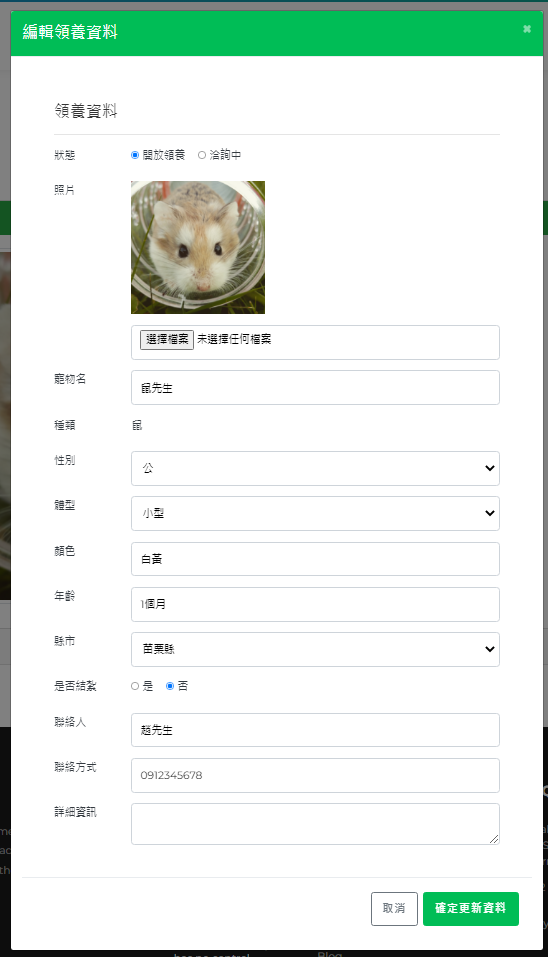 編輯領養資料
×
領養資料
狀態 開放領養 洽詢中
照片
選擇檔案 未選擇任何檔案
寵物名 鼠先生
種類 鼠
性別 公
體型 小型
顏色 白黃
年齡 1個月
縣市 苗栗縣
是否結紮 是 否
聯絡人 趙先生
聯絡方式 0912345678
詳細資訊
取消 確定更新資料